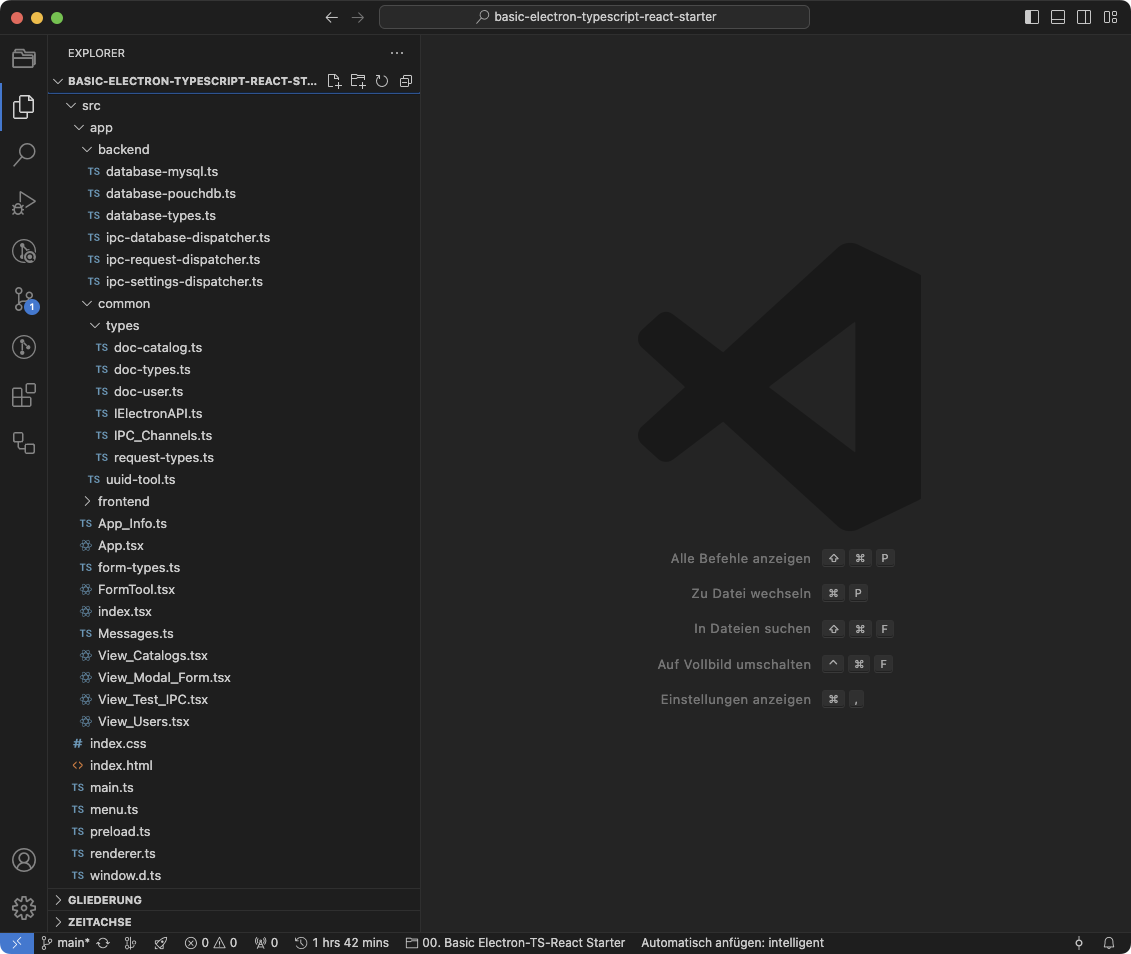 basic-electron-typescript-react-starter
EXPLORER
BASIC-ELECTRON-TYPESCRIPT-REACT-ST...
src
app
backend
TS database-mysql.ts
TS database-pouchdb.ts
TS database-types.ts
TS ipc-database-dispatcher.ts
TS ipc-request-dispatcher.ts
TS ipc-settings-dispatcher.ts
common
1
types
TS doc-catalog.ts
TS doc-types.ts
TS doc-user.ts
TS IElectronAPI.ts
TS IPC_Channels.ts
TS request-types.ts
TS uuid-tool.ts
frontend
TS App_Info.ts
App.tsx
TS form-types.ts
FormTool.tsx
index.tsx
TS Messages.ts
View_Catalogs.tsx
View_Modal_Form.tsx
View_Test_IPC.tsx
View_Users.tsx
# index.css
<> index.html
TS main.ts
TS menu.ts
TS preload.ts
TS renderer.ts
TS window.d.ts
GLIEDERUNG
ZEITACHSE
Alle Befehle anzeigen ⇧ ⌘ P
Zu Datei wechseln ⌘ P
In Dateien suchen ⇧ ⌘ F
Auf Vollbild umschalten ^ ⌘ F
Einstellungen anzeigen ⌘ ,
main* 0 0 0 1 hrs 42 mins 00. Basic Electron-TS-React Starter Automatisch anfügen: intelligent